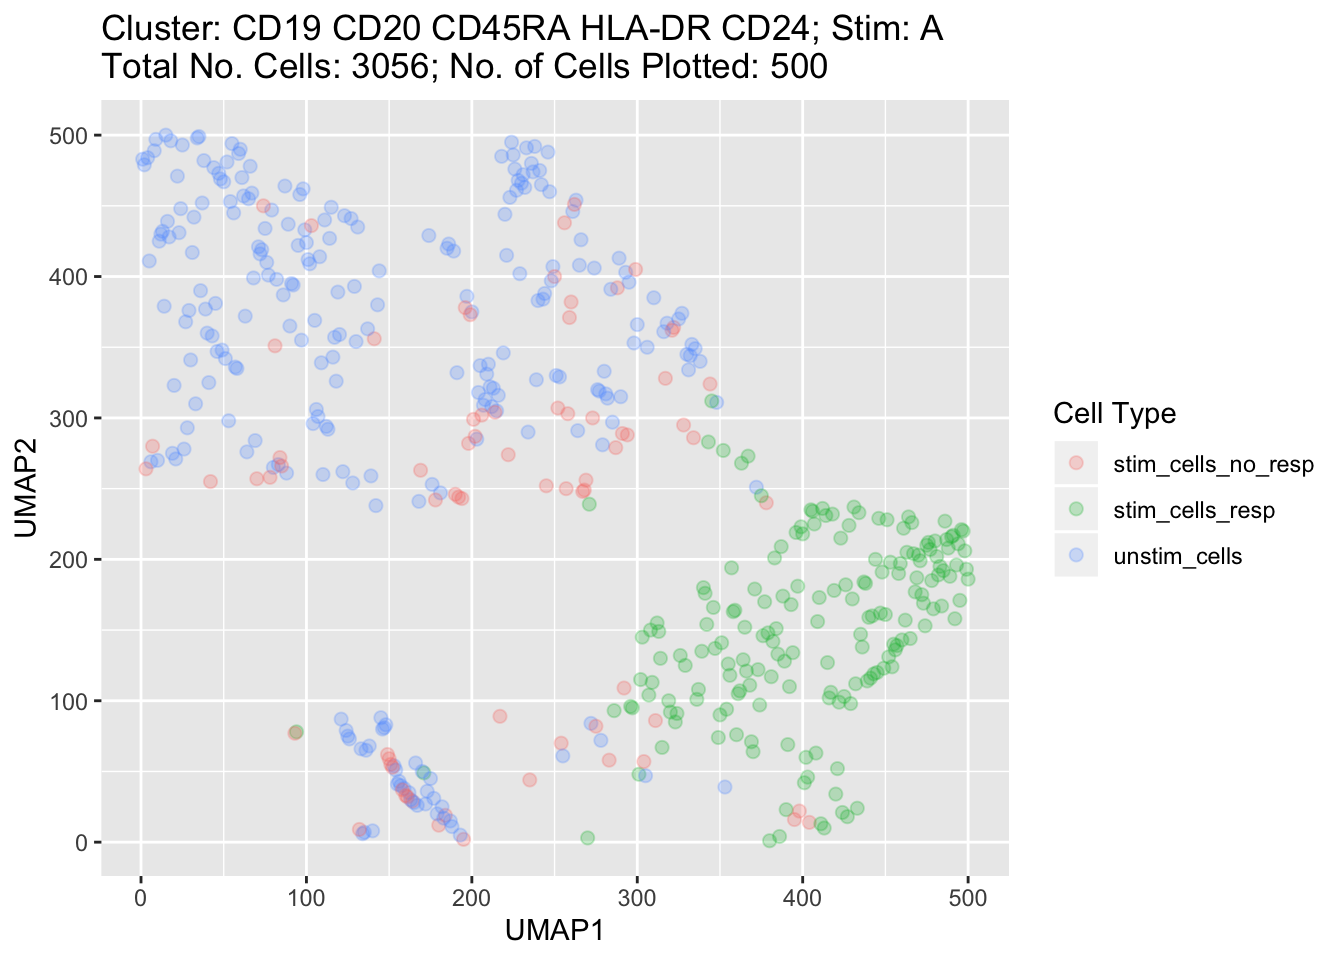 Cluster: CD19 CD20 CD45RA HLA-DR CD24; Stim: A
Total No. Cells: 3056; No. of Cells Plotted: 500
500
400
300
200
100
0
UMAP2
0 100 200 300 400 500
UMAP1
Cell Type
stim_cells_no_resp
stim_cells_resp
unstim_cells